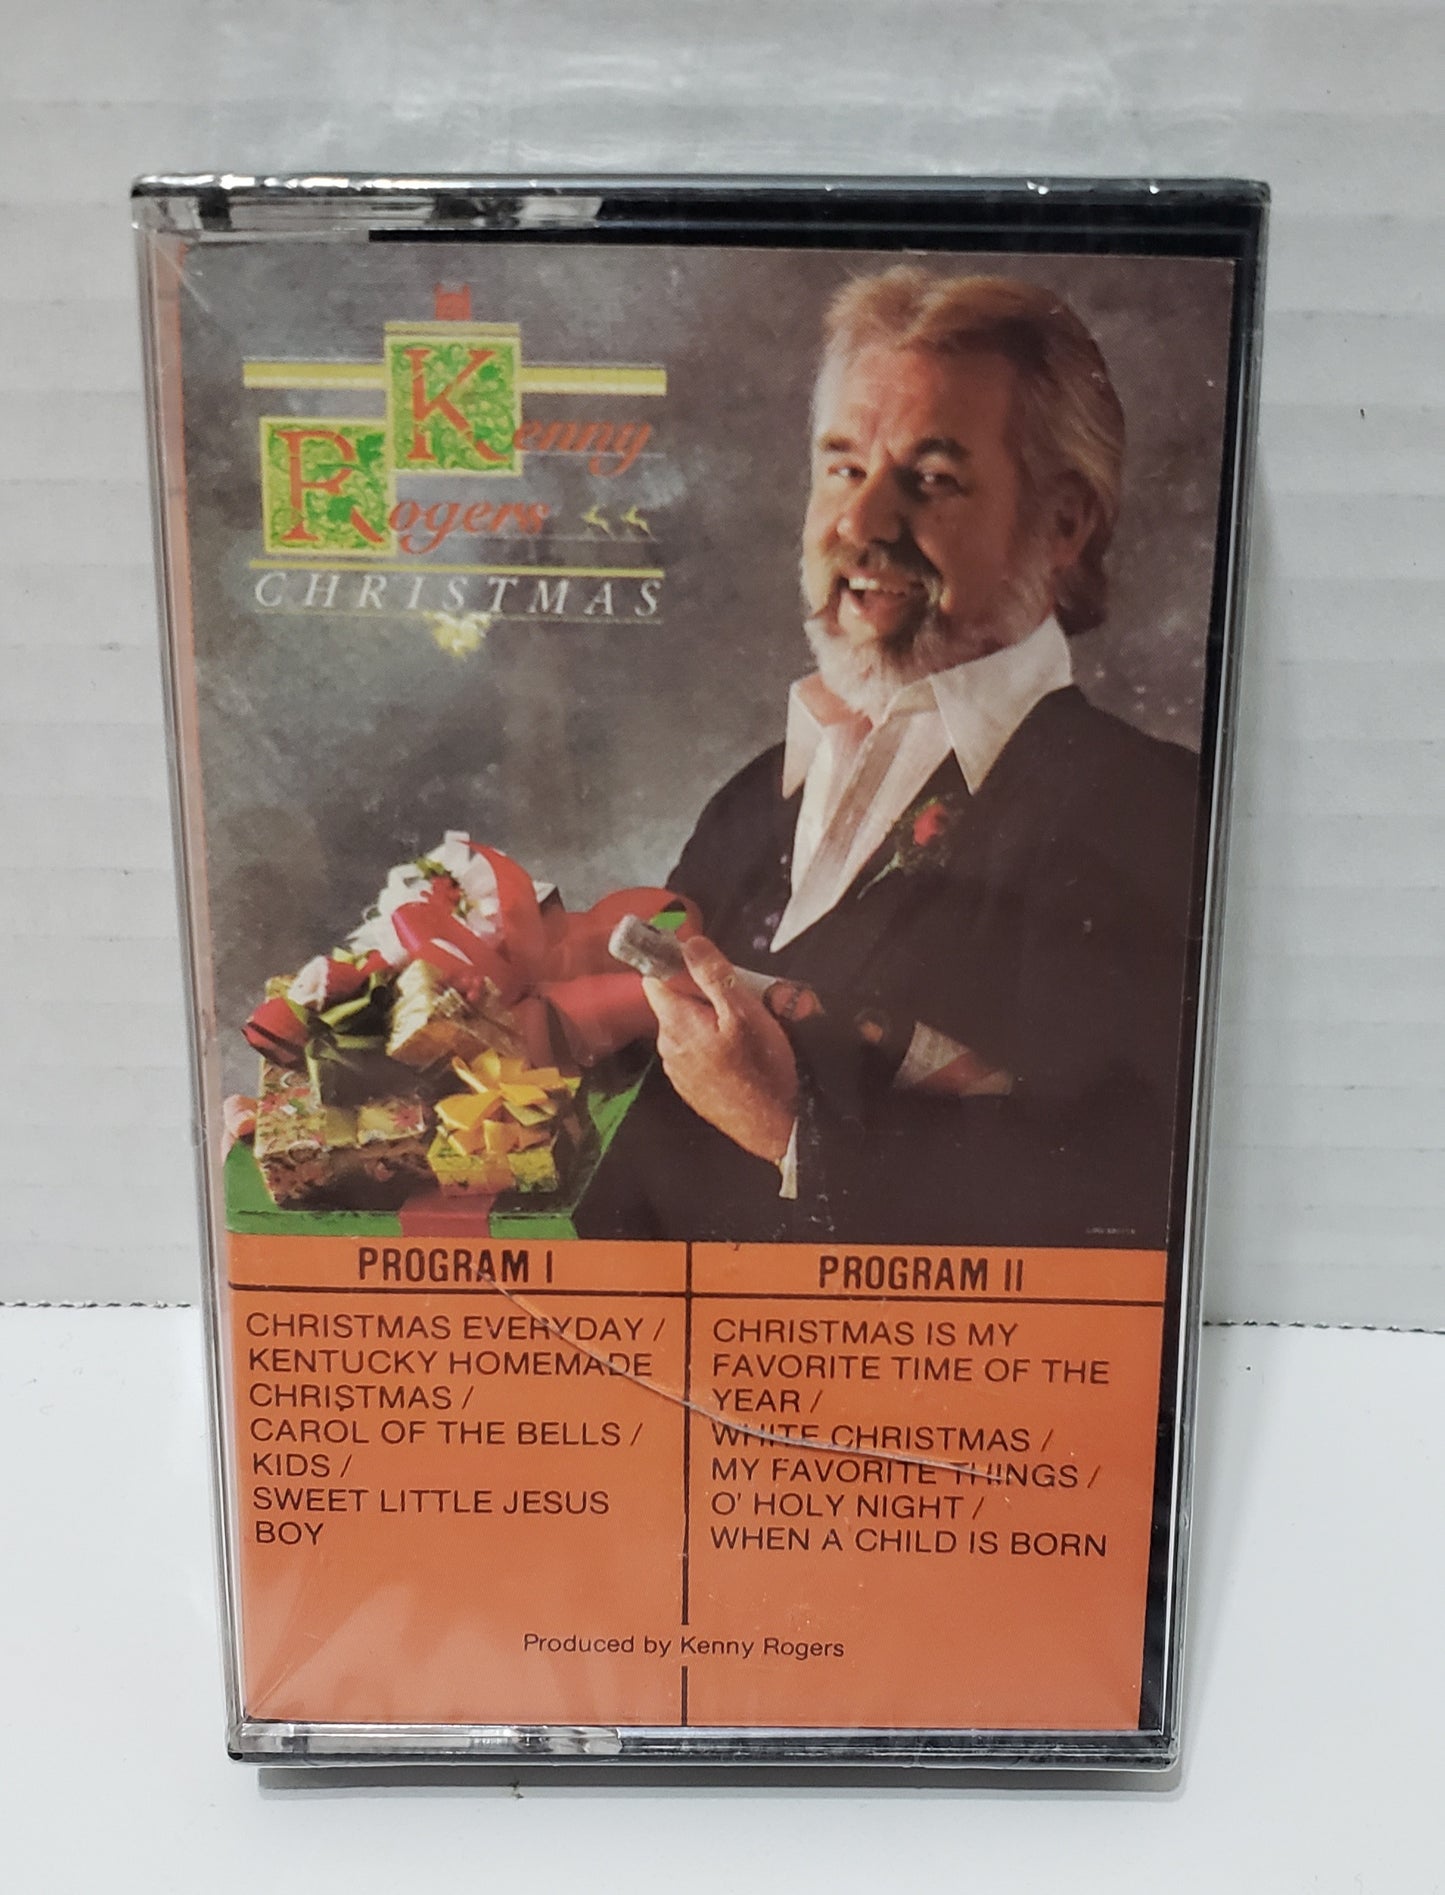 Kenny
Rogers
CHRISTMAS
PROGRAM I
CHRISTMAS EVERYDAY /
KENTUCKY HOMEMADE
CHRISTMAS /
CAROL OF THE BELLS /
KIDS /
SWEET LITTLE JESUS
BOY
PROGRAM II
CHRISTMAS IS MY
FAVORITE TIME OF THE
YEAR /
WHITE CHRISTMAS /
MY FAVORITE THINGS /
O' HOLY NIGHT /
WHEN A CHILD IS BORN
Produced by Kenny Rogers